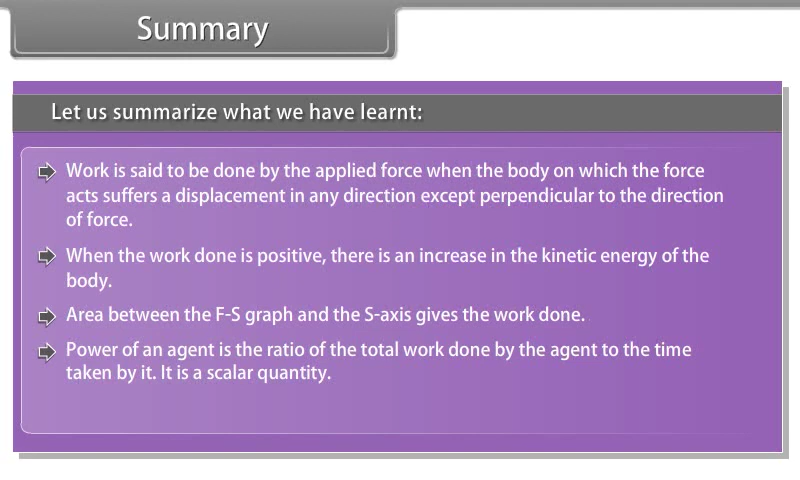 Summary
Let us summarize what we have learnt:
Work is said to be done by the applied force when the body on which the force
acts suffers a displacement in any direction except perpendicular to the direction
of force.
When the work done is positive, there is an increase in the kinetic energy of the
body.
Area between the F-S graph and the S-axis gives the work done.
Power of an agent is the ratio of the total work done by the agent to the time
taken by it. It is a scalar quantity.